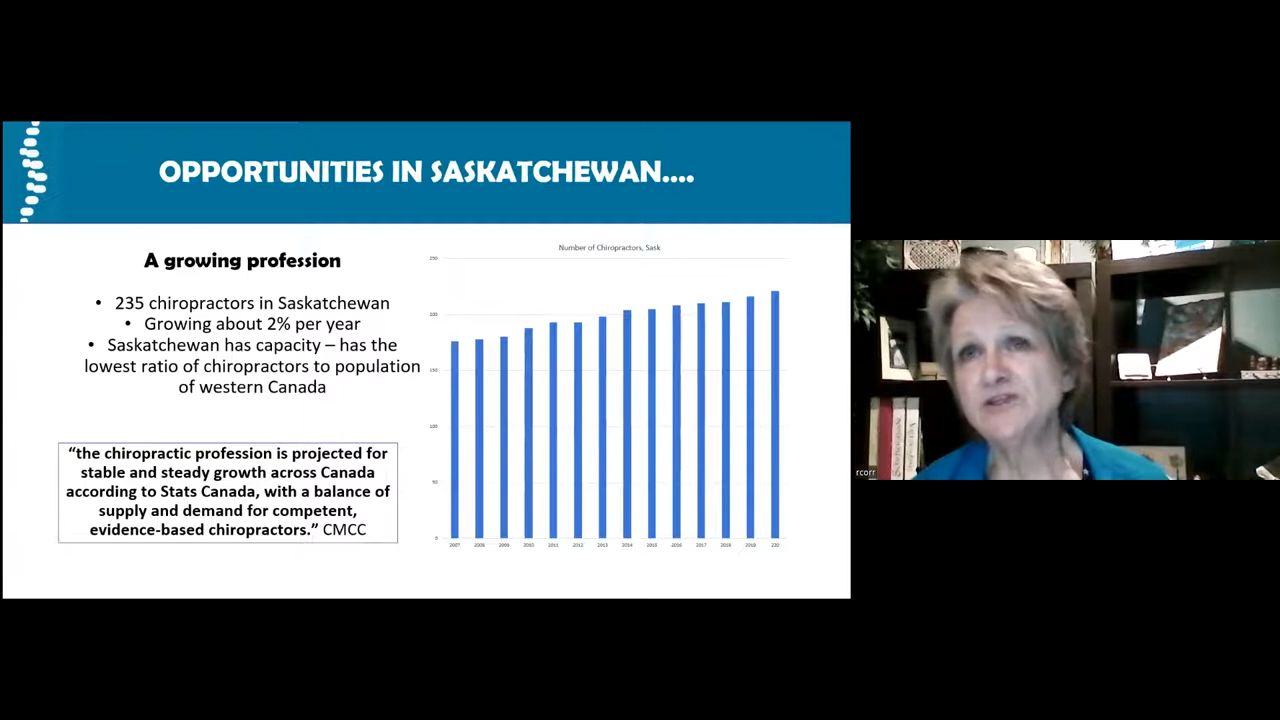 OPPORTUNITIES IN SASKATCHEWAN....
A growing profession
• 235 chiropractors in Saskatchewan
• Growing about 2% per year
• Saskatchewan has capacity – has the
lowest ratio of chiropractors to population
of western Canada
“the chiropractic profession is projected for
stable and steady growth across Canada
according to Stats Canada, with a balance of
supply and demand for competent,
evidence-based chiropractors.” CMCC
Number of Chiropractors, Sask
250
200
150
100
50
0
2007 2008 2009 2010 2011 2012 2013 2014 2015 2016 2017 2018 2019 220
rcorr